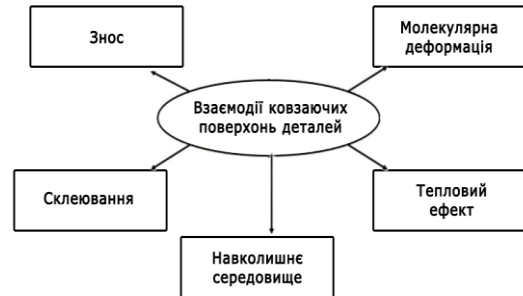 Знос
Молекулярна
деформація
Взаємодії ковзаючих
поверхонь деталей
Склеювання
Тепловий
ефект
Навколишнє
середовище